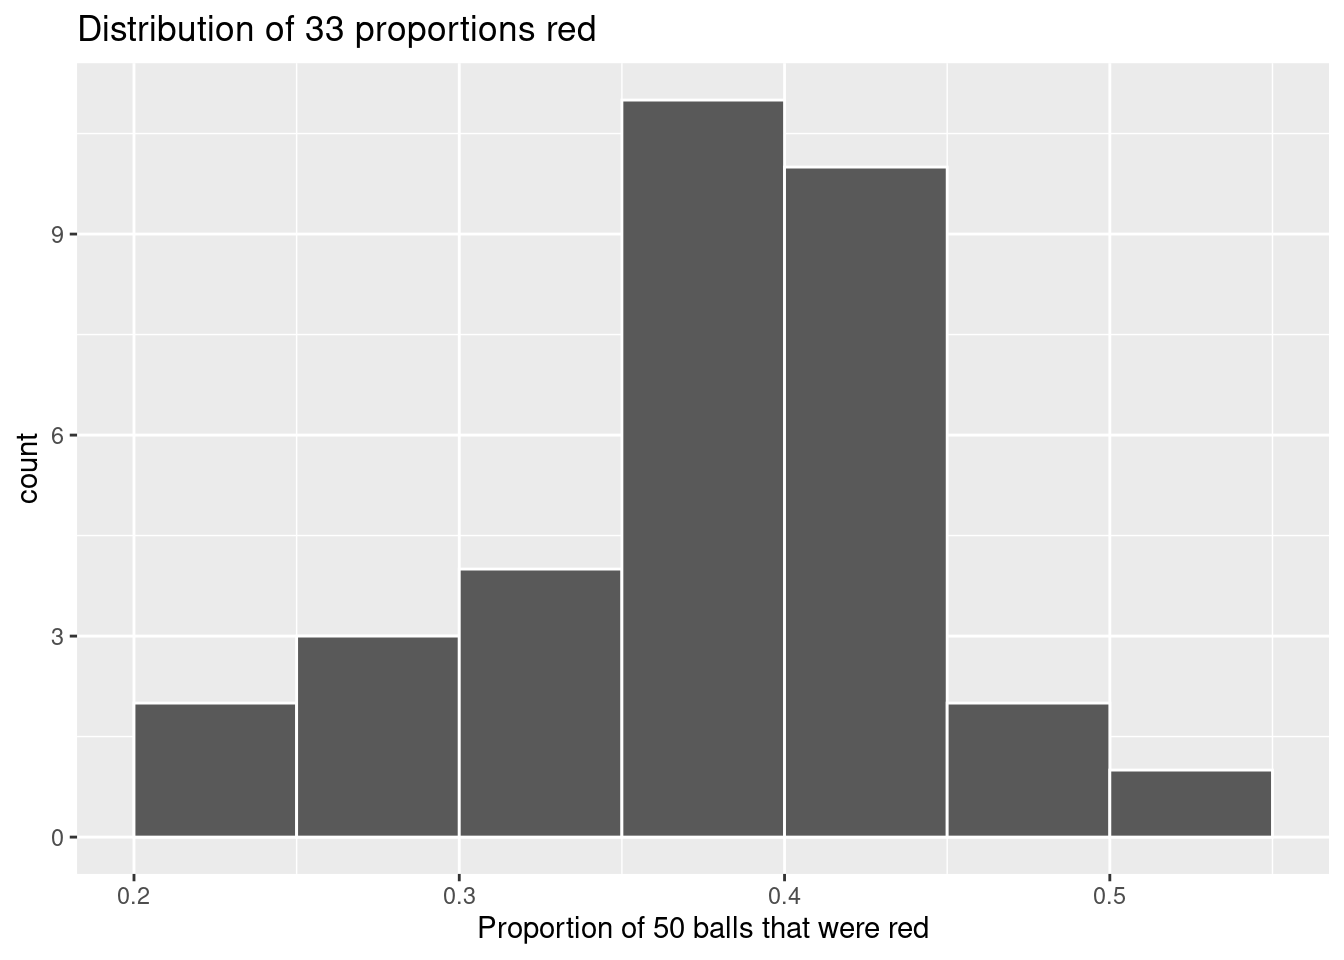 Distribution of 33 proportions red
9
6
3
0
count
0.2 0.3 0.4 0.5
Proportion of 50 balls that were red